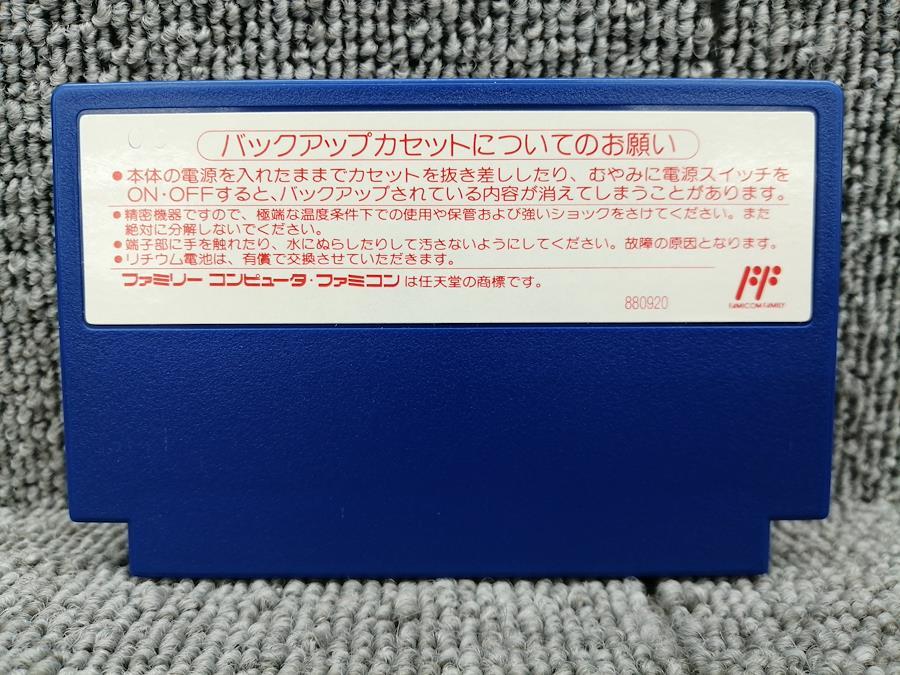 バックアップカセットについてのお願い
●本体の電源を入れたままでカセットを抜き差ししたり、むやみに電源スイッチを
ON・OFFすると、バックアップされている内容が消えてしまうことがあります。
●精密機器ですので、極端な温度条件下での使用や保管および強いショックをさけてください。また
絶対に分解しないでください。
●端子部に手を触れたり、水にぬらしたりして汚さないようにしてください。故障の原因となります。
●リチウム電池は、有償で交換させていただきます。
ファミリー コンピュータ・ファミコンは任天堂の商標です。
880920
FAMICOM FAMILY